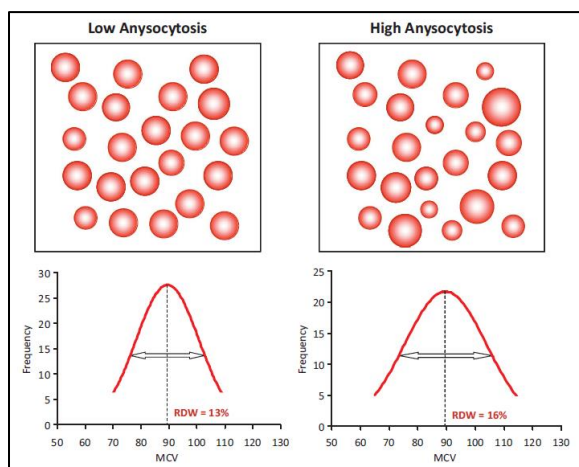 Low Anysocytosis
High Anysocytosis
30
25
20
15
10
5
0
Frequency
RDW = 13%
50 60 70 80 90 100 110 120 130
MCV
25
20
15
10
5
0
Frequency
RDW = 16%
50 60 70 80 90 100 110 120 130
MCV